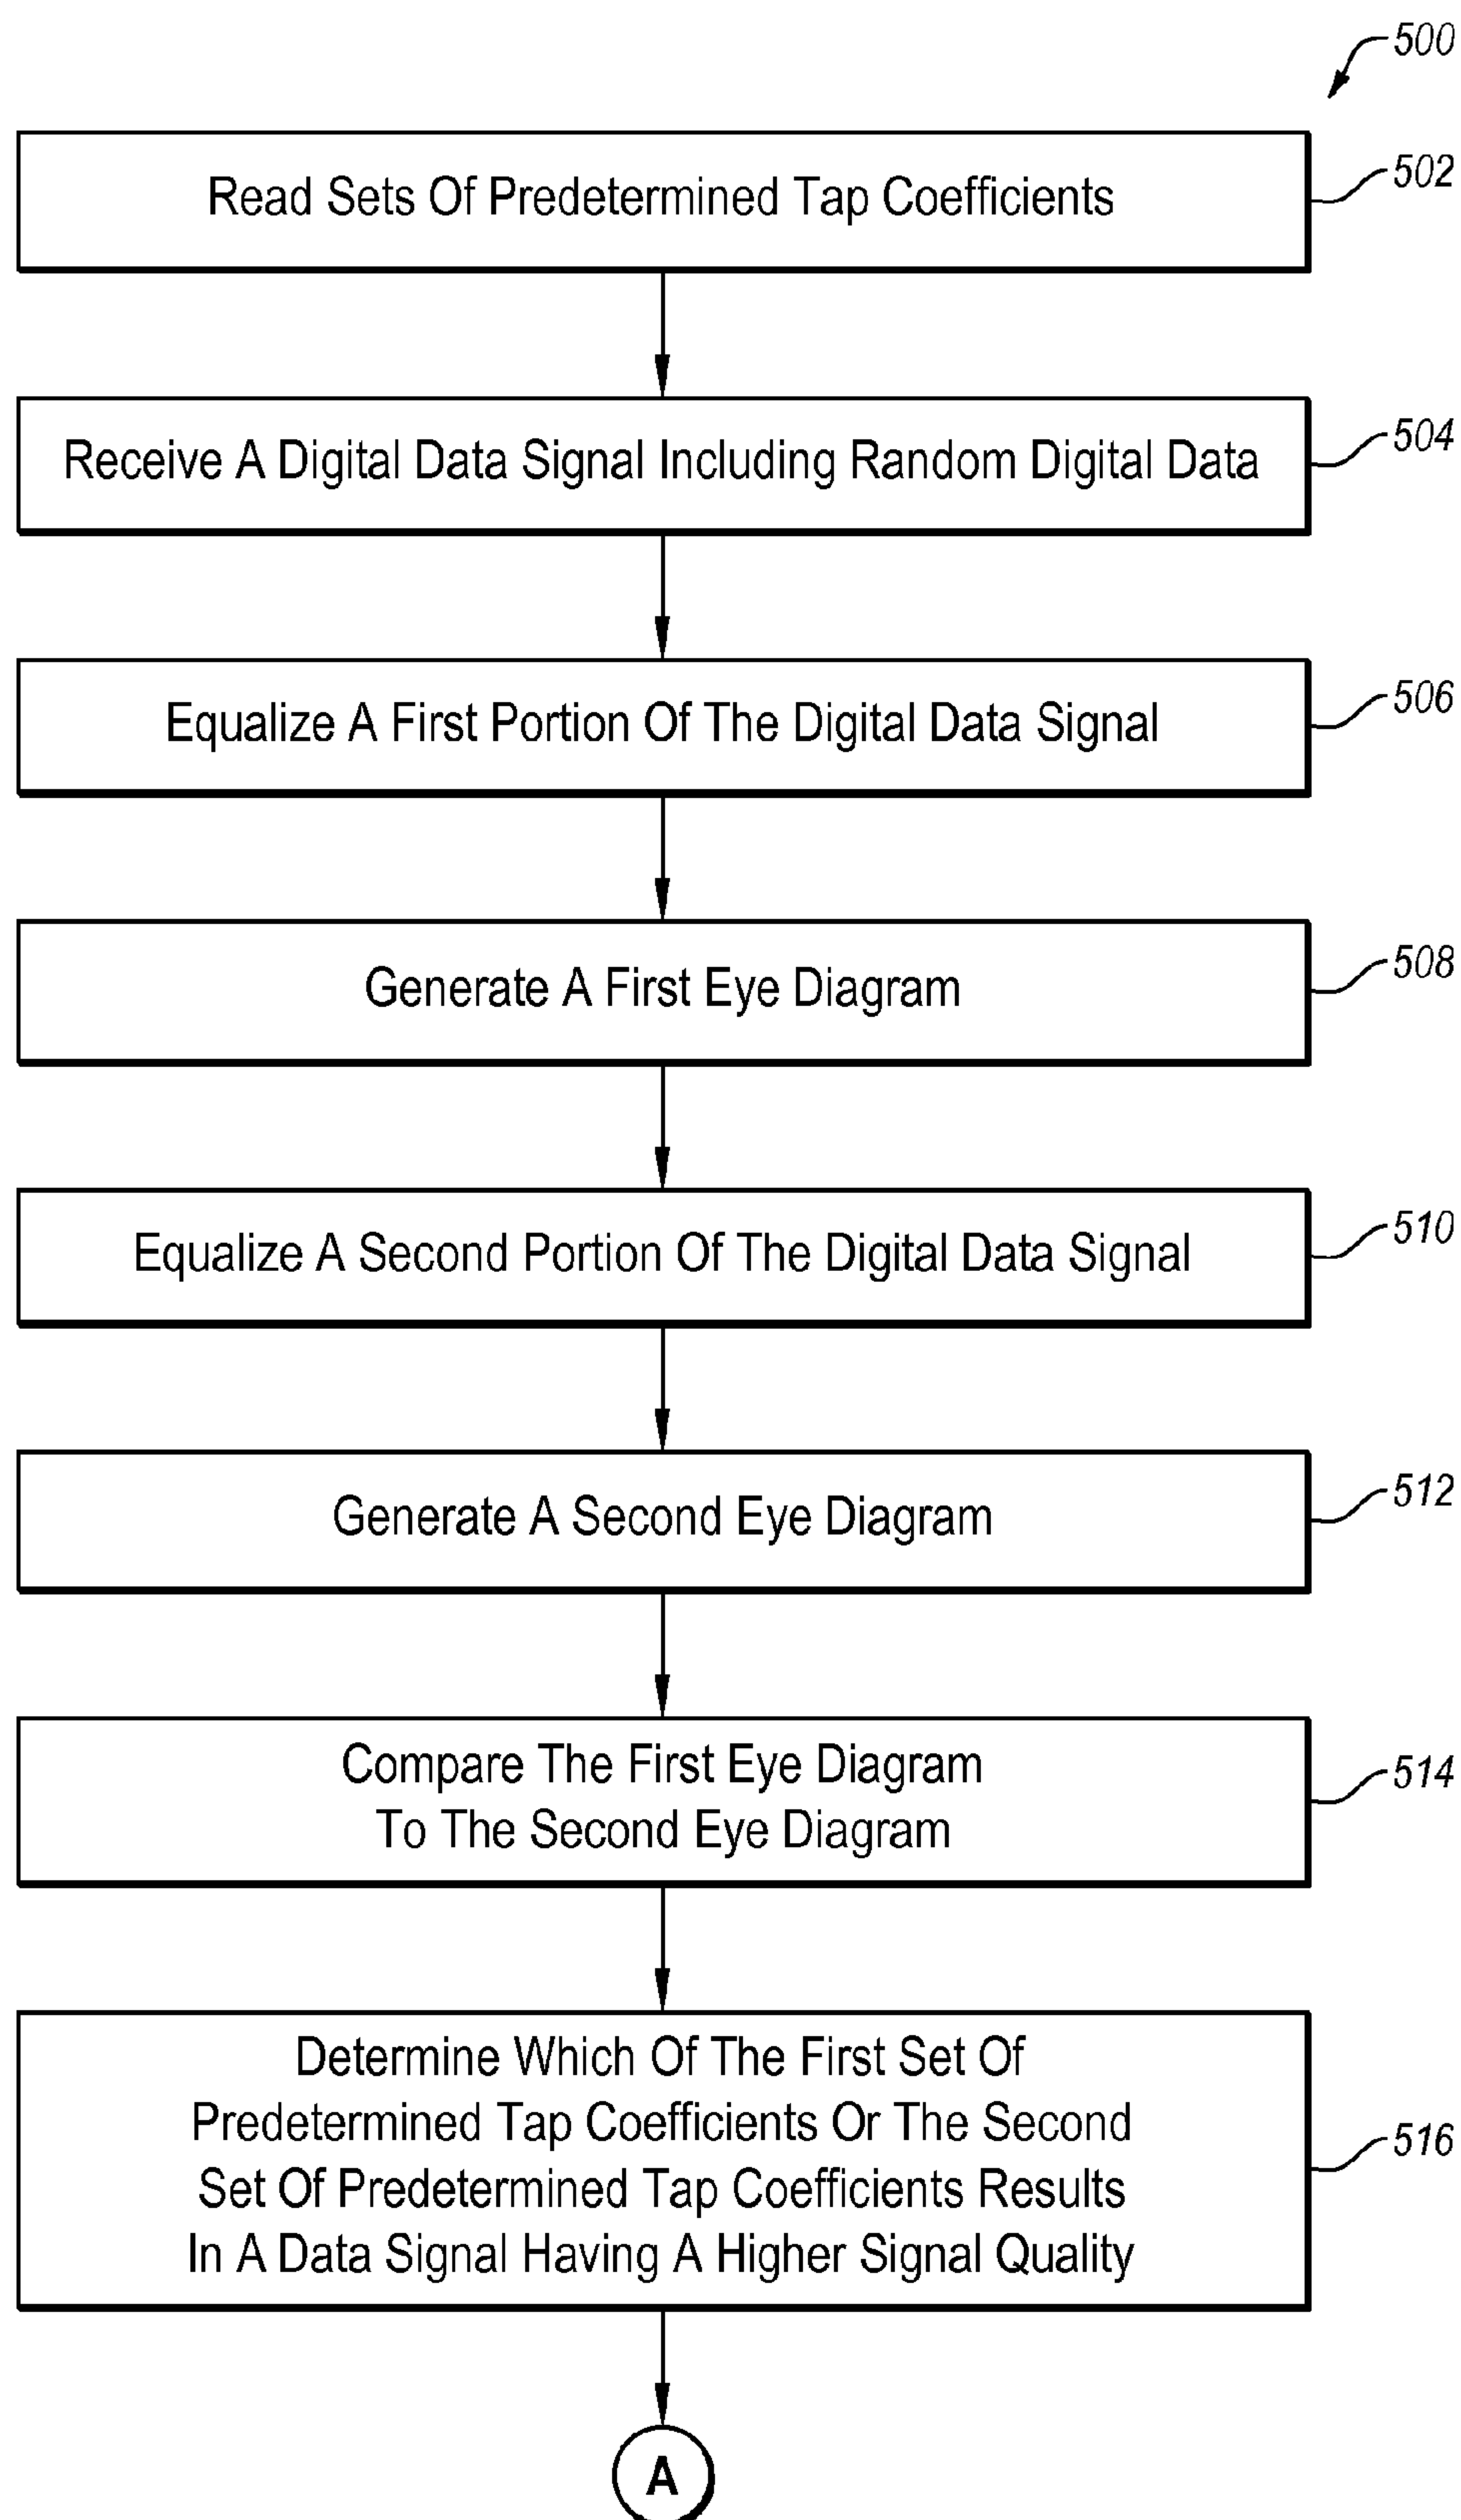 500
Read Sets Of Predetermined Tap Coefficients
502
Receive A Digital Data Signal Including Random Digital Data
504
Equalize A First Portion Of The Digital Data Signal
506
Generate A First Eye Diagram
508
Equalize A Second Portion Of The Digital Data Signal
510
Generate A Second Eye Diagram
512
Compare The First Eye Diagram
To The Second Eye Diagram
514
Determine Which Of The First Set Of
Predetermined Tap Coefficients Or The Second
Set Of Predetermined Tap Coefficients Results
In A Data Signal Having A Higher Signal Quality
516
A